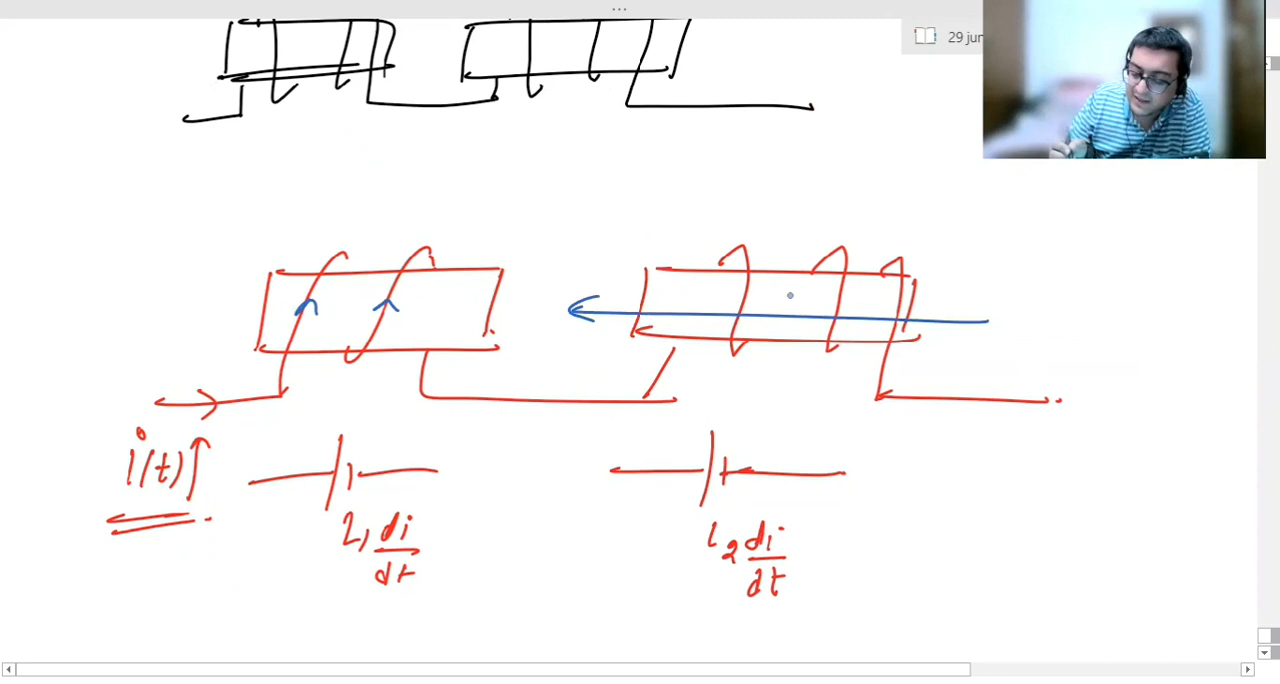 29 jun
i(t)↑
L₁ di/dt
L₂ di/dt